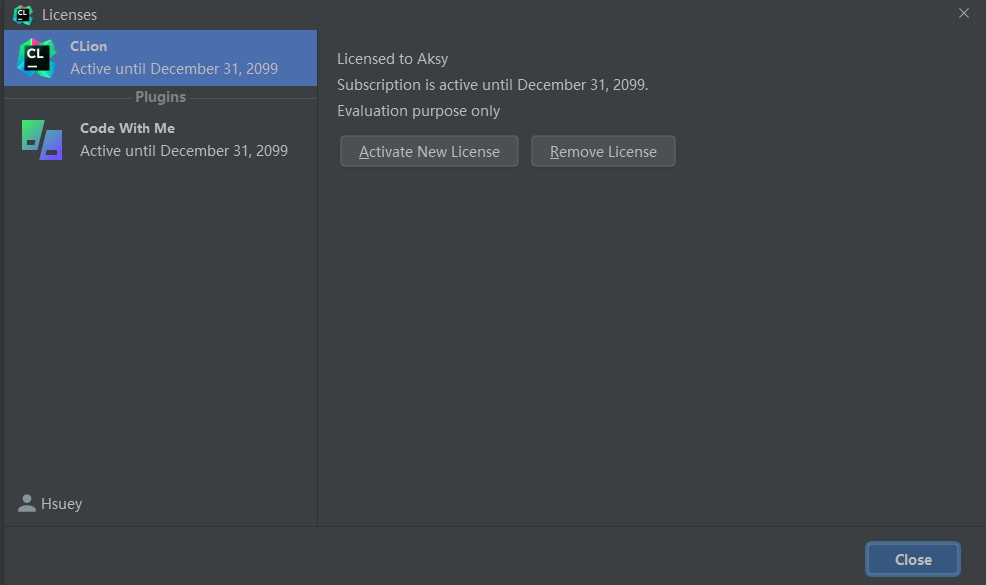 CL
Licenses
CL
CLion
Active until December 31, 2099
Plugins
Code With Me
Active until December 31, 2099
Hsuey
Licensed to Aksy
Subscription is active until December 31, 2099.
Evaluation purpose only
Activate New License
Remove License
Close